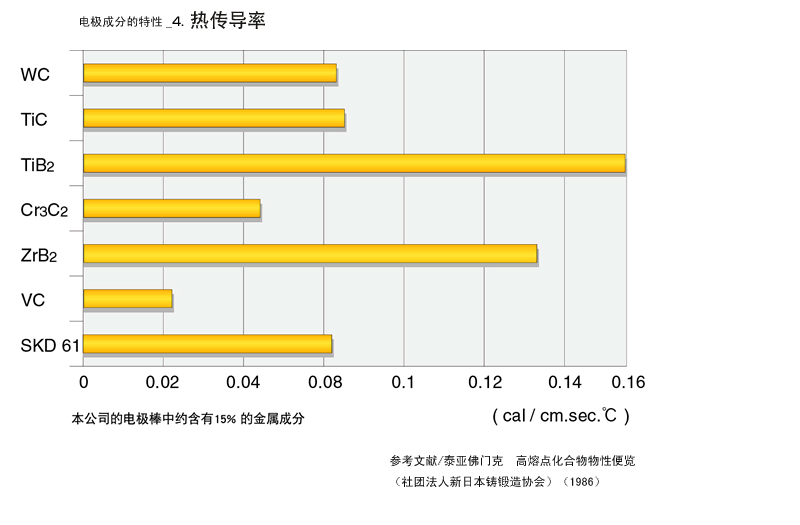 电极成分的特性 _4. 热传导率
WC
TiC
TiB2
Cr3C2
ZrB2
VC
SKD 61
0 0.02 0.04 0.08 0.1 0.12 0.14 0.16
本公司的电极棒中约含有15% 的金属成分
( cal / cm.sec.℃ )
参考文献/泰亚佛门克 高熔点化合物物性便览
（社团法人新日本铸锻造协会）（1986）